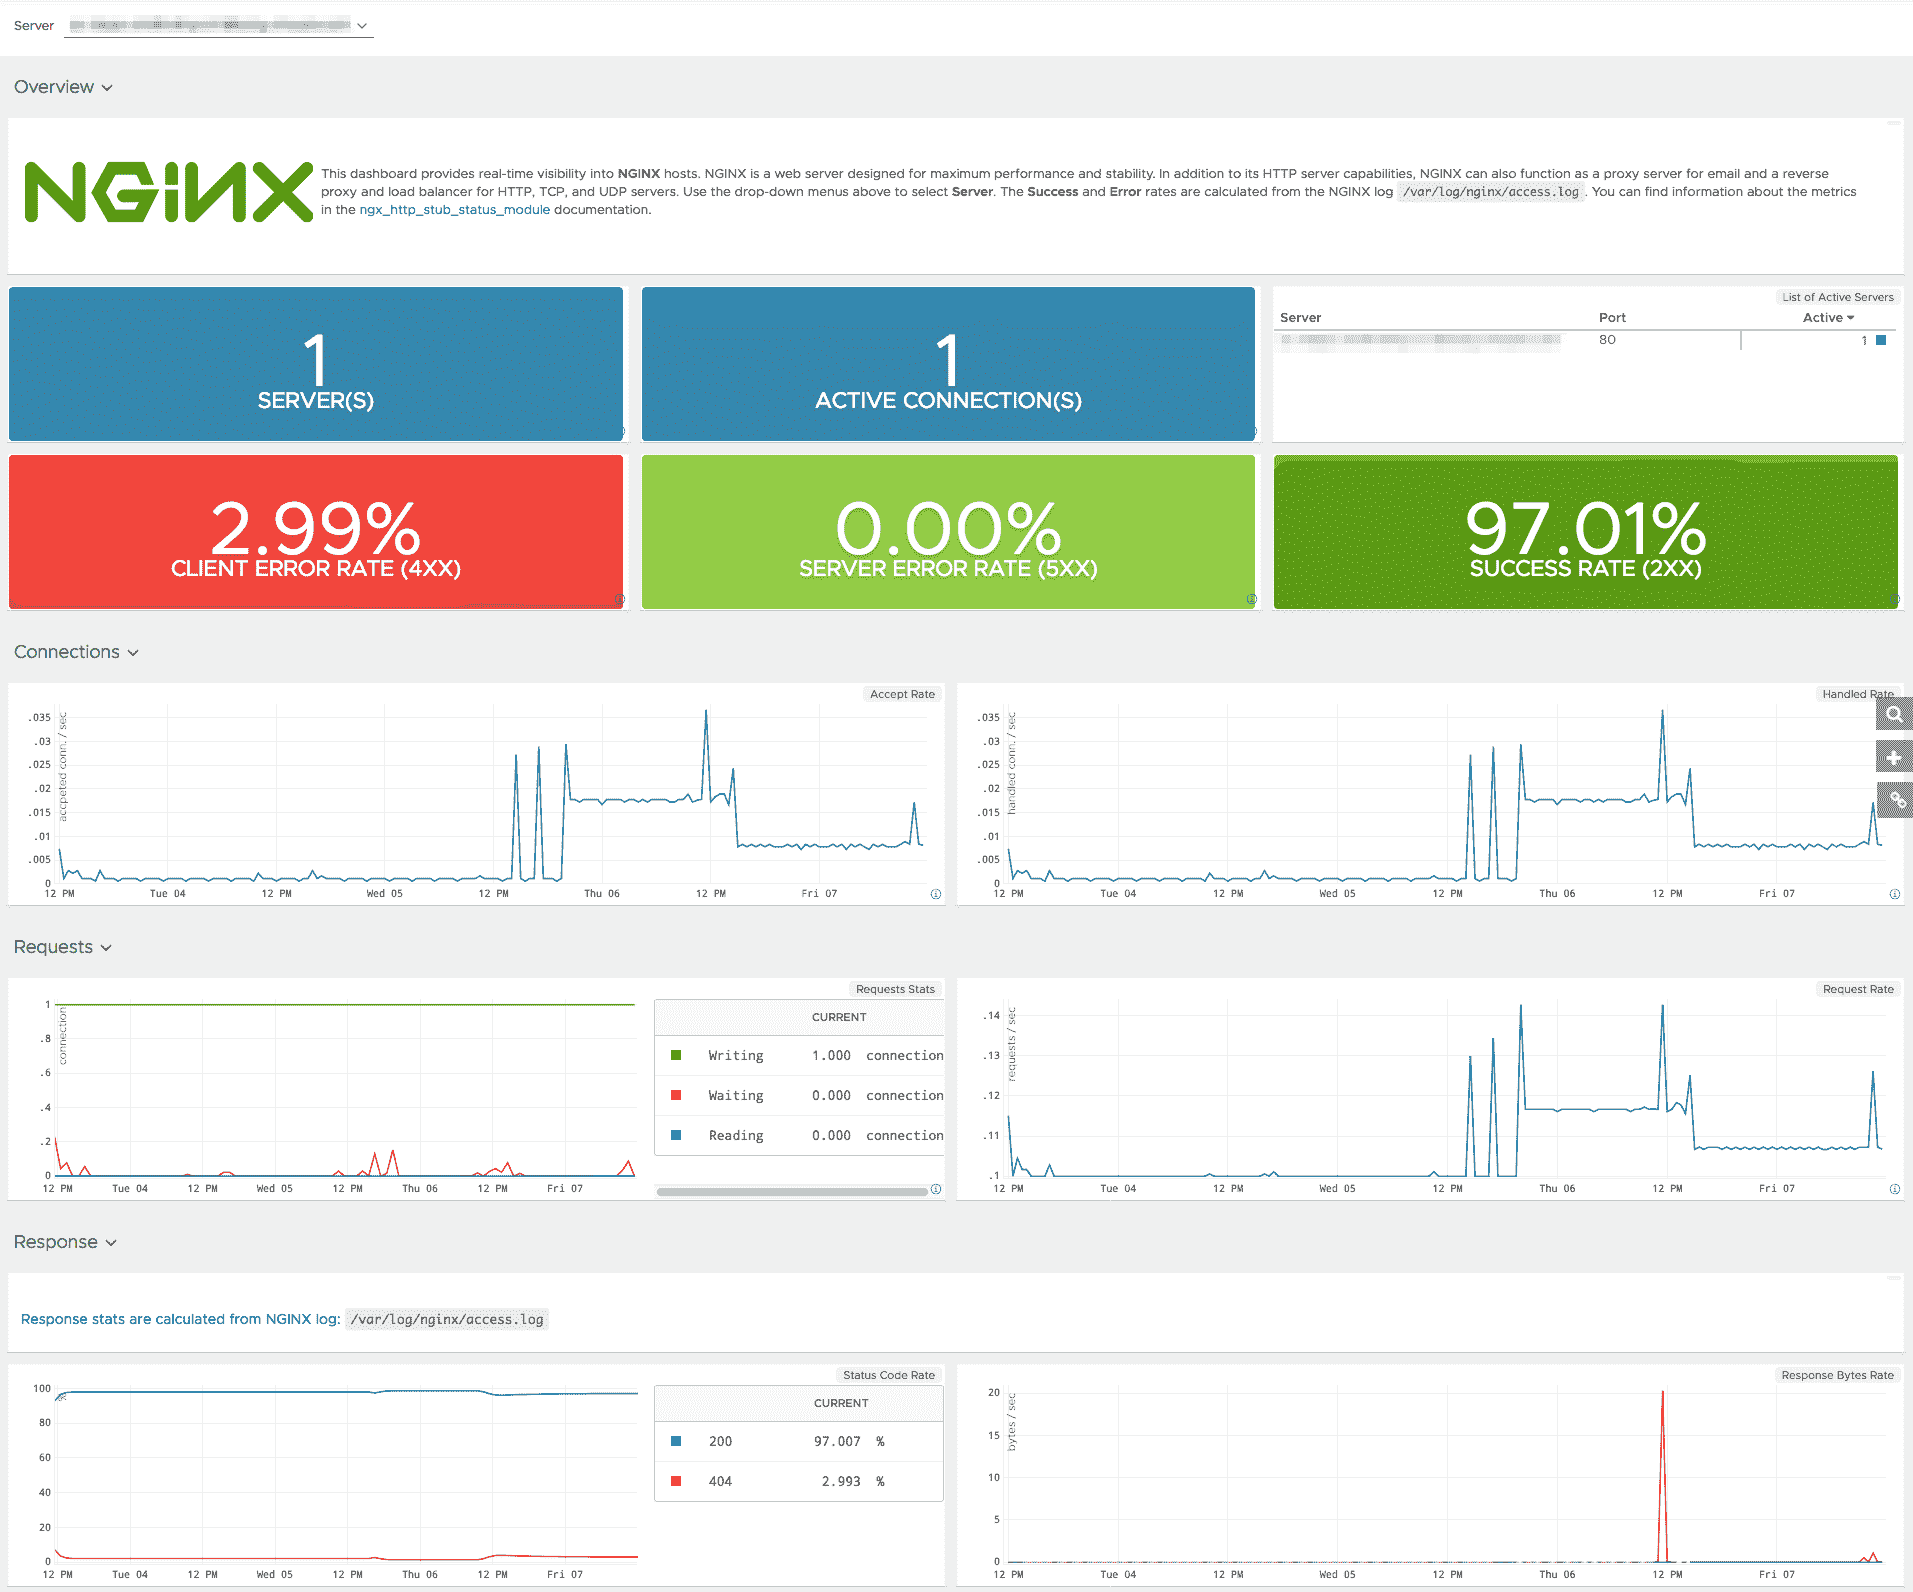 Server
Overview
NGINX
This dashboard provides real-time visibility into NGINX hosts. NGINX is a web server designed for maximum performance and stability. In addition to its HTTP server capabilities, NGINX can also function as a proxy server for email and a reverse
proxy and load balancer for HTTP, TCP, and UDP servers. Use the drop-down menus above to select Server. The Success and Error rates are calculated from the NGINX log /var/log/nginx/access.log . You can find information about the metrics
in the ngx_http_stub_status_module documentation.
1
SERVER(S)
1
ACTIVE CONNECTION(S)
List of Active Servers
Server Port Active
80 1
2.99%
CLIENT ERROR RATE (4XX)
0.00%
SERVER ERROR RATE (5XX)
97.01%
SUCCESS RATE (2XX)
Connections
Accept Rate
accpeted conn. / sec
.035
.03
.025
.02
.015
.01
.005
0
12 PM Tue 04 12 PM Wed 05 12 PM Thu 06 12 PM Fri 07
Handled Rate
handled conn. / sec
.035
.03
.025
.02
.015
.01
.005
0
12 PM Tue 04 12 PM Wed 05 12 PM Thu 06 12 PM Fri 07
Requests
Requests Stats
connection
1
.8
.6
.4
.2
0
12 PM Tue 04 12 PM Wed 05 12 PM Thu 06 12 PM Fri 07
CURRENT
Writing 1.000 connection
Waiting 0.000 connection
Reading 0.000 connection
Request Rate
requests / sec
.14
.13
.12
.11
.1
12 PM Tue 04 12 PM Wed 05 12 PM Thu 06 12 PM Fri 07
Response
Response stats are calculated from NGINX log: /var/log/nginx/access.log
Status Code Rate
%
100
80
60
40
20
0
12 PM Tue 04 12 PM Wed 05 12 PM Thu 06 12 PM Fri 07
CURRENT
200 97.007 %
404 2.993 %
Response Bytes Rate
bytes / sec
20
15
10
5
0
12 PM Tue 04 12 PM Wed 05 12 PM Thu 06 12 PM Fri 07